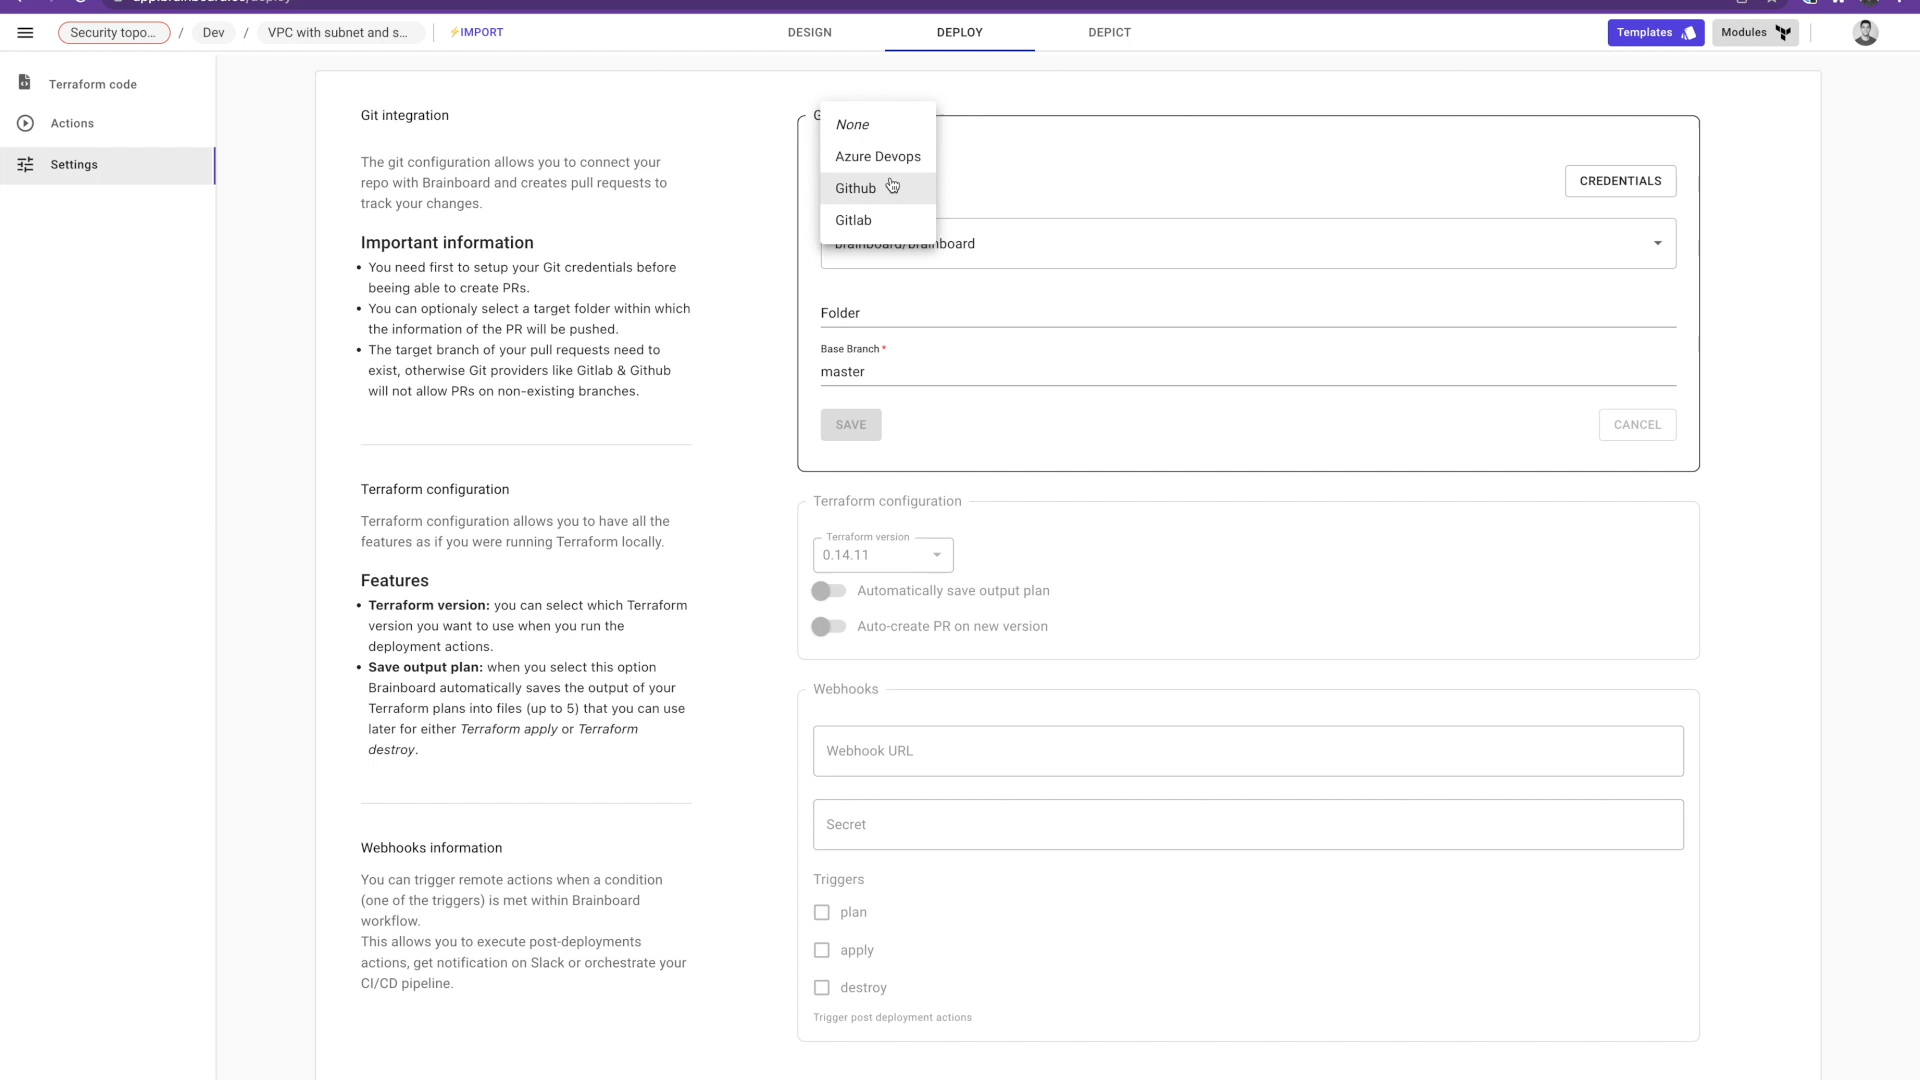 Security topo...
/
Dev
/
VPC with subnet and s...
⚡IMPORT
DESIGN
DEPLOY
DEPICT
Templates
Modules
Terraform code
Actions
Settings
Git integration
The git configuration allows you to connect your
repo with Brainboard and creates pull requests to
track your changes.
Important information
• You need first to setup your Git credentials before
beeing able to create PRs.
• You can optionaly select a target folder within which
the information of the PR will be pushed.
• The target branch of your pull requests need to
exist, otherwise Git providers like Gitlab & Github
will not allow PRs on non-existing branches.
Terraform configuration
Terraform configuration allows you to have all the
features as if you were running Terraform locally.
Features
• Terraform version: you can select which Terraform
version you want to use when you run the
deployment actions.
• Save output plan: when you select this option
Brainboard automatically saves the output of your
Terraform plans into files (up to 5) that you can use
later for either Terraform apply or Terraform
destroy.
Webhooks information
You can trigger remote actions when a condition
(one of the triggers) is met within Brainboard
workflow.
This allows you to execute post-deployments
actions, get notification on Slack or orchestrate your
CI/CD pipeline.
None
Azure Devops
Github
Gitlab
CREDENTIALS
brainboard/brainboard
Folder
Base Branch *
master
SAVE
CANCEL
Terraform configuration
Terraform version
0.14.11
Automatically save output plan
Auto-create PR on new version
Webhooks
Webhook URL
Secret
Triggers
plan
apply
destroy
Trigger post deployment actions